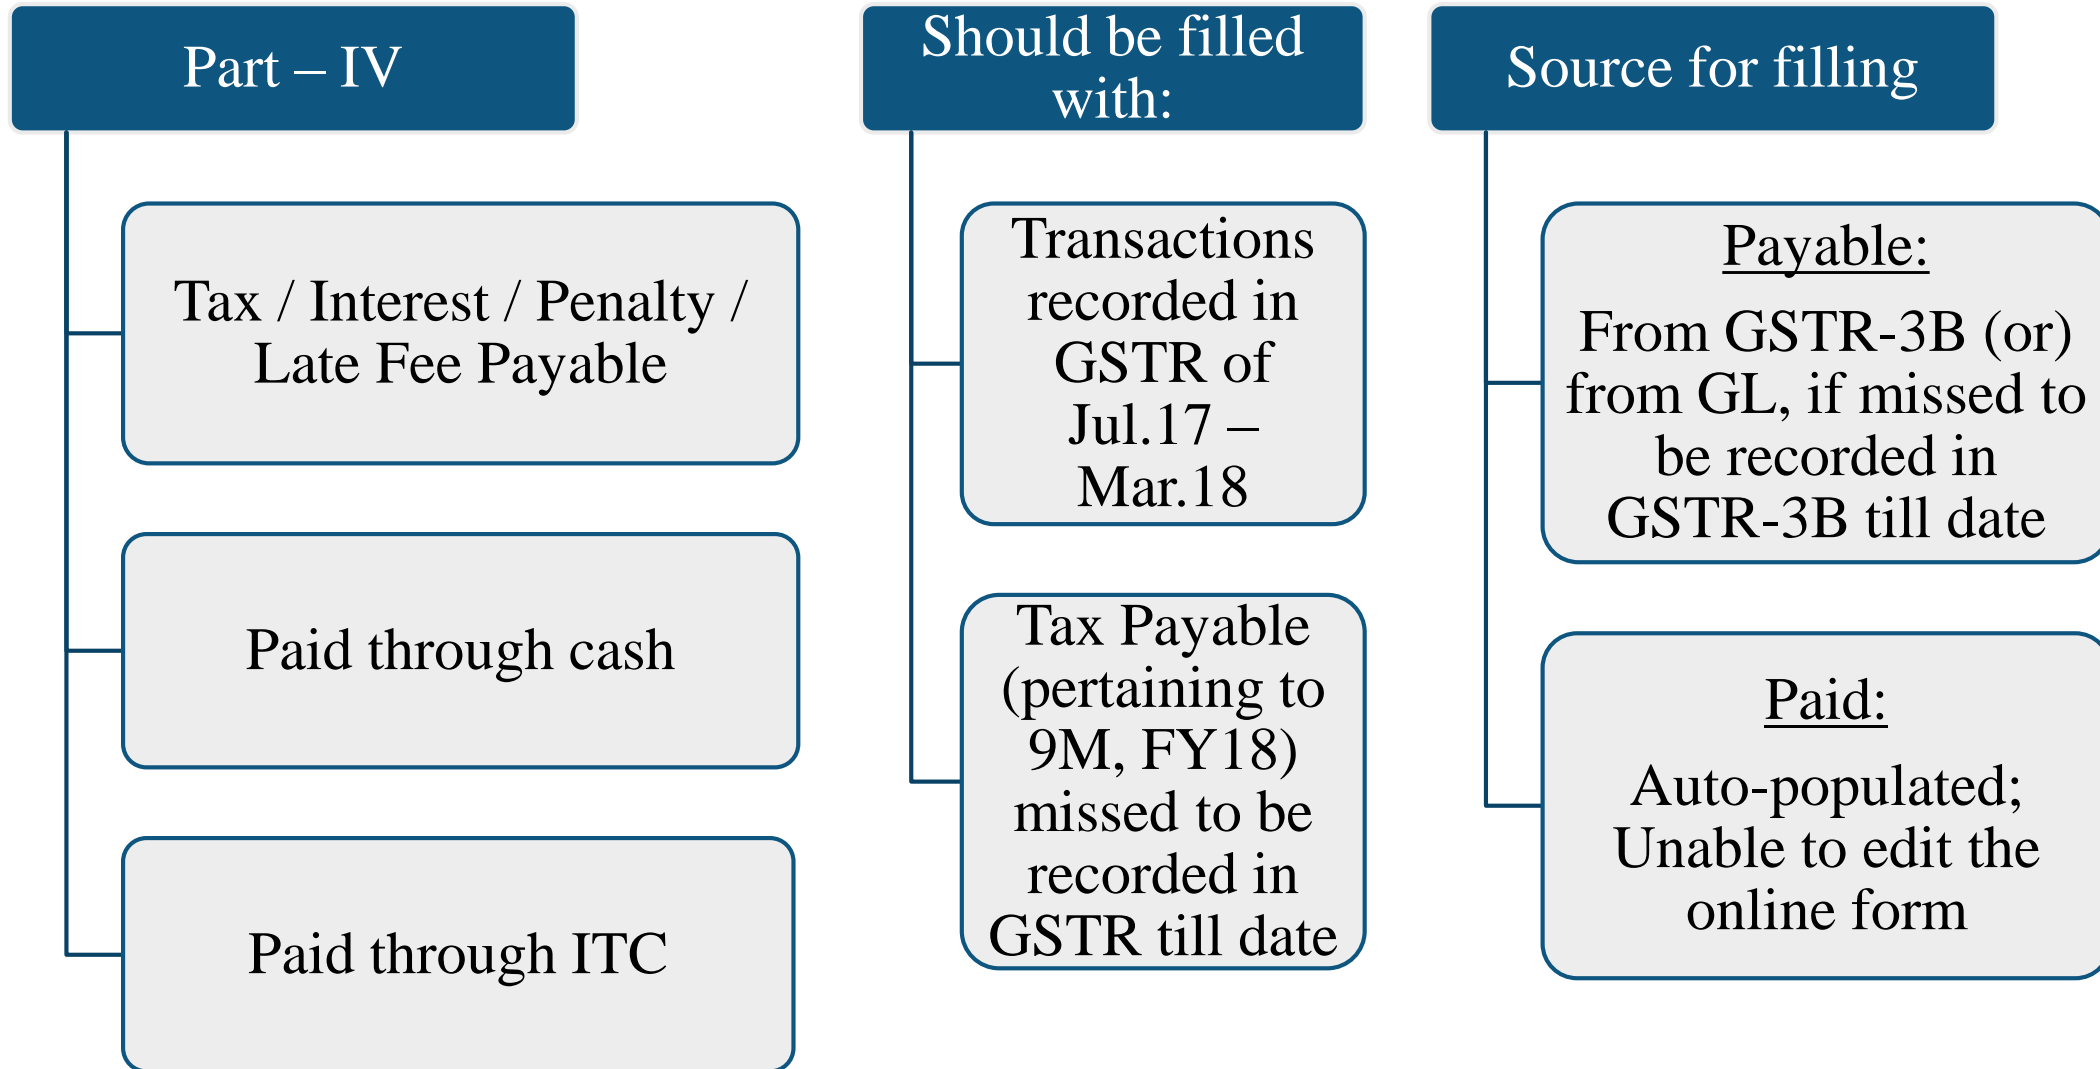 Part – IV
Tax / Interest / Penalty /
Late Fee Payable
Paid through cash
Paid through ITC
Should be filled
with:
Transactions
recorded in
GSTR of
Jul.17 –
Mar.18
Tax Payable
(pertaining to
9M, FY18)
missed to be
recorded in
GSTR till date
Source for filling
Payable:
From GSTR-3B (or)
from GL, if missed to
be recorded in
GSTR-3B till date
Paid:
Auto-populated;
Unable to edit the
online form